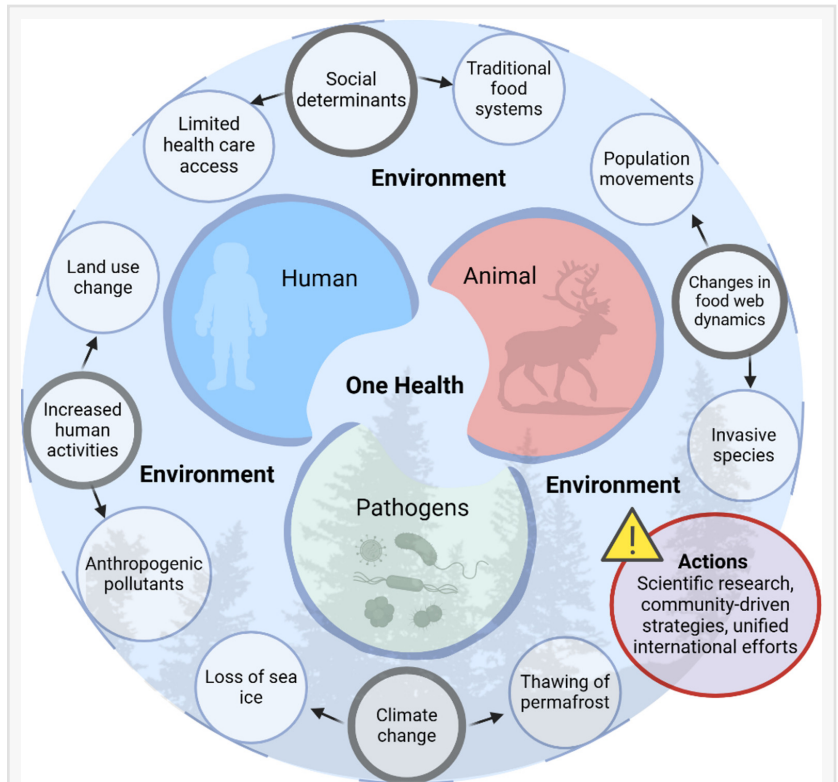 Social
determinants
Traditional
food
systems
Limited
health care
access
Population
movements
Environment
Land use
change
Human
Animal
Changes in
food web
dynamics
One Health
Increased
human
activities
Invasive
species
Environment
Environment
Pathogens
Anthropogenic
pollutants
!
Actions
Scientific research,
community-driven
strategies, unified
international efforts
Loss of sea
ice
Climate
change
Thawing of
permafrost